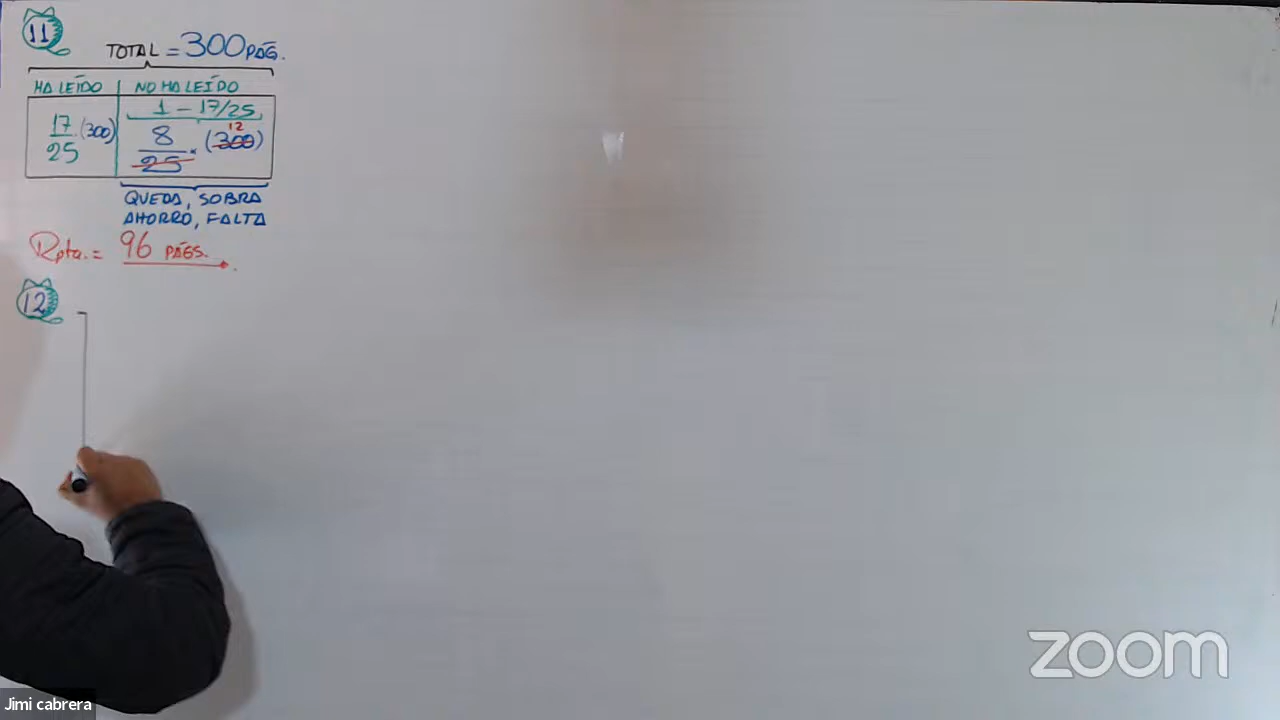 11
TOTAL = 300 PÁG.
HA LEÍDO | NO HA LEÍDO
1 - 17/25
12
17/25 (300) 8/25 . (300)
QUEDA, SOBRA
AHORRO, FALTA
Rpta. = 96 PÁGS.
12
zoom
Jimi cabrera